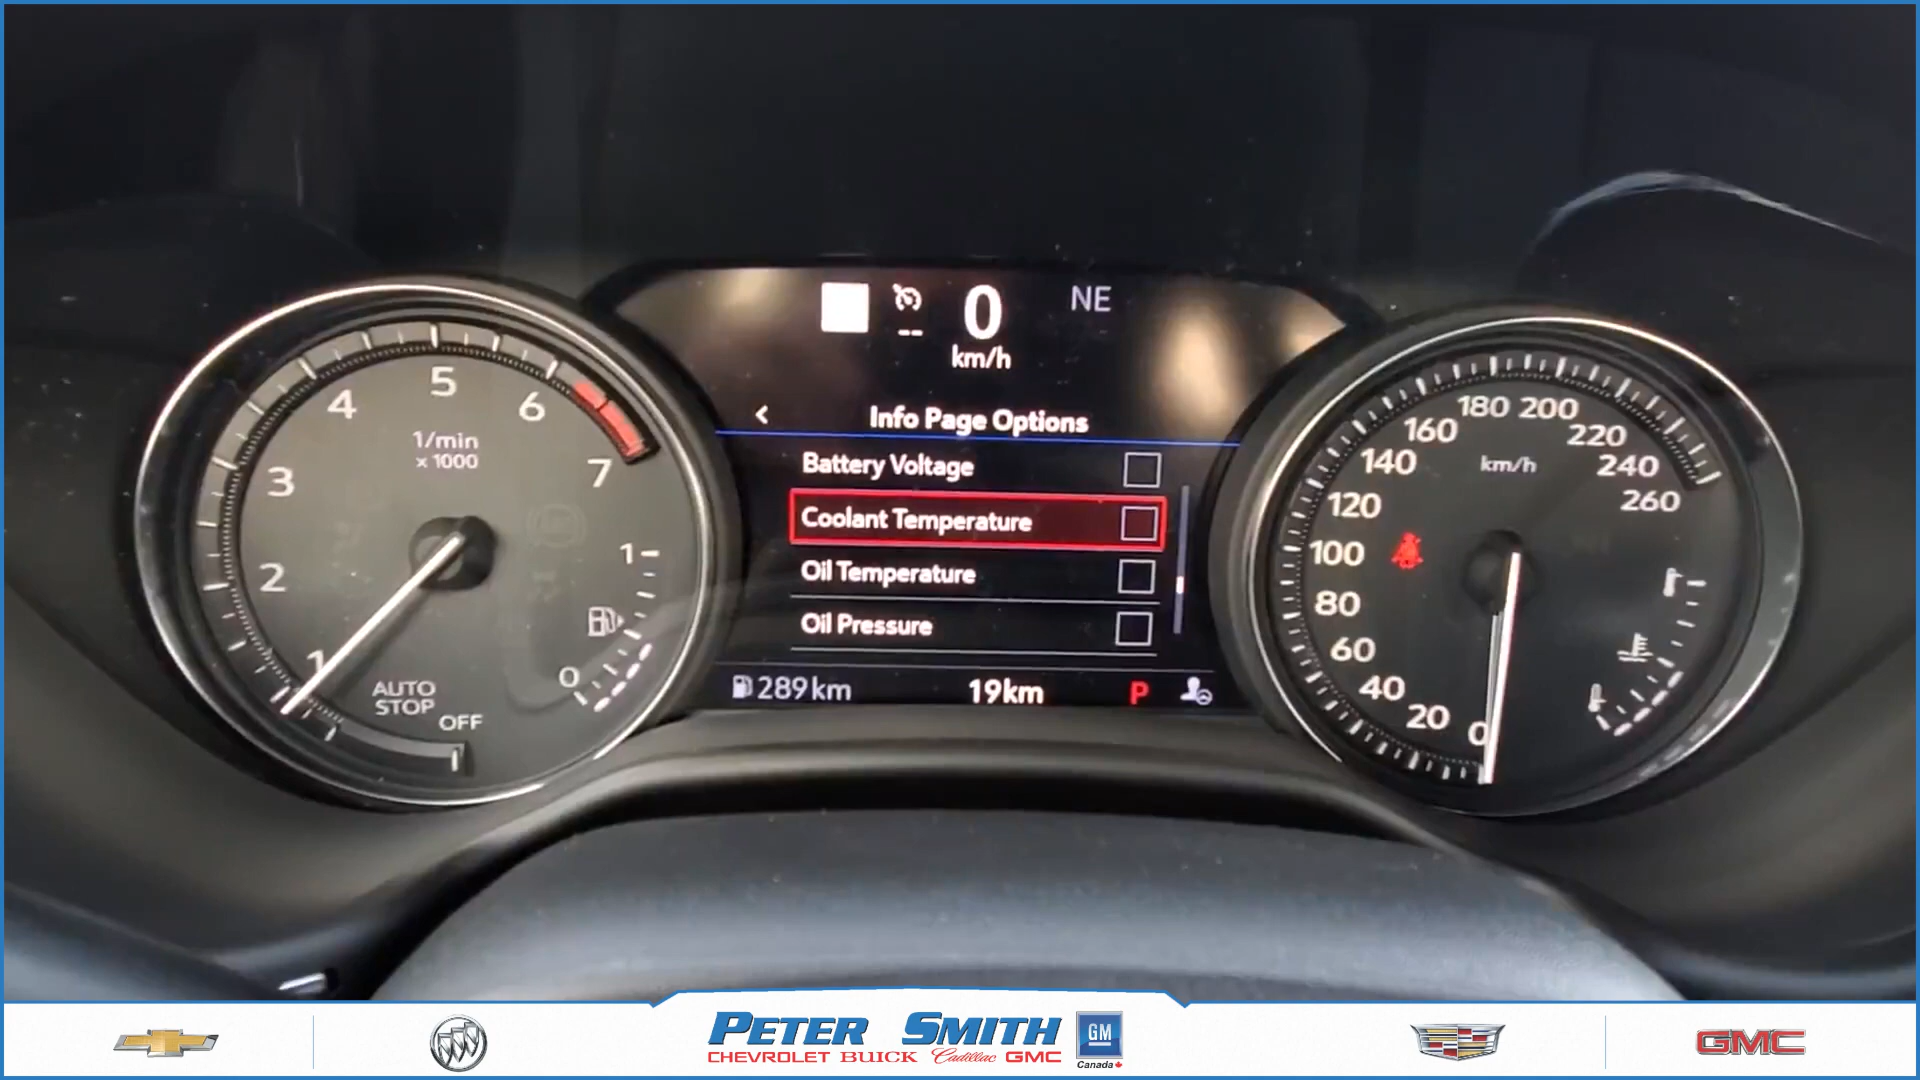 0
km/h
NE
Info Page Options
Battery Voltage
Coolant Temperature
Oil Temperature
Oil Pressure
289 km
19km
P
1/min
x 1000
1
2
3
4
5
6
7
AUTO
STOP
OFF
1
0
km/h
0
20
40
60
80
100
120
140
160
180
200
220
240
260
PETER SMITH
CHEVROLET BUICK Cadillac GMC
GM
Canada
GMC